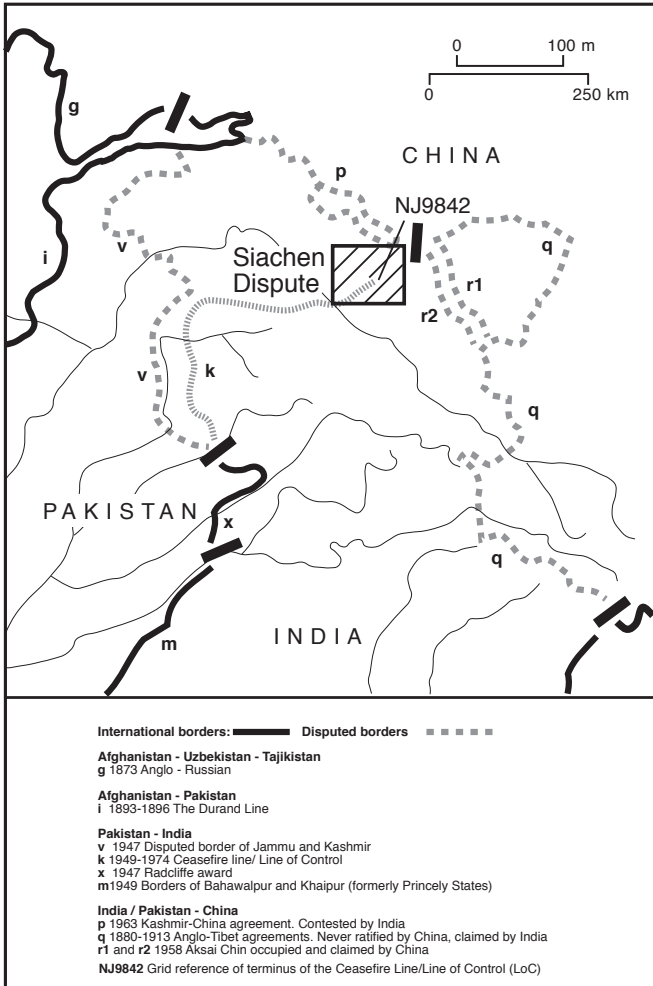 0 100 m
0 250 km
g
CHINA
p
NJ9842
i
v
Siachen
Dispute
q
r1
r2
v
k
q
PAKISTAN
x
q
m
INDIA
International borders: Disputed borders
Afghanistan - Uzbekistan - Tajikistan
g 1873 Anglo - Russian
Afghanistan - Pakistan
i 1893-1896 The Durand Line
Pakistan - India
v 1947 Disputed border of Jammu and Kashmir
k 1949-1974 Ceasefire line/ Line of Control
x 1947 Radcliffe award
m 1949 Borders of Bahawalpur and Khaipur (formerly Princely States)
India / Pakistan - China
p 1963 Kashmir-China agreement. Contested by India
q 1880-1913 Anglo-Tibet agreements. Never ratified by China, claimed by India
r1 and r2 1958 Aksai Chin occupied and claimed by China
NJ9842 Grid reference of terminus of the Ceasefire Line/Line of Control (LoC)